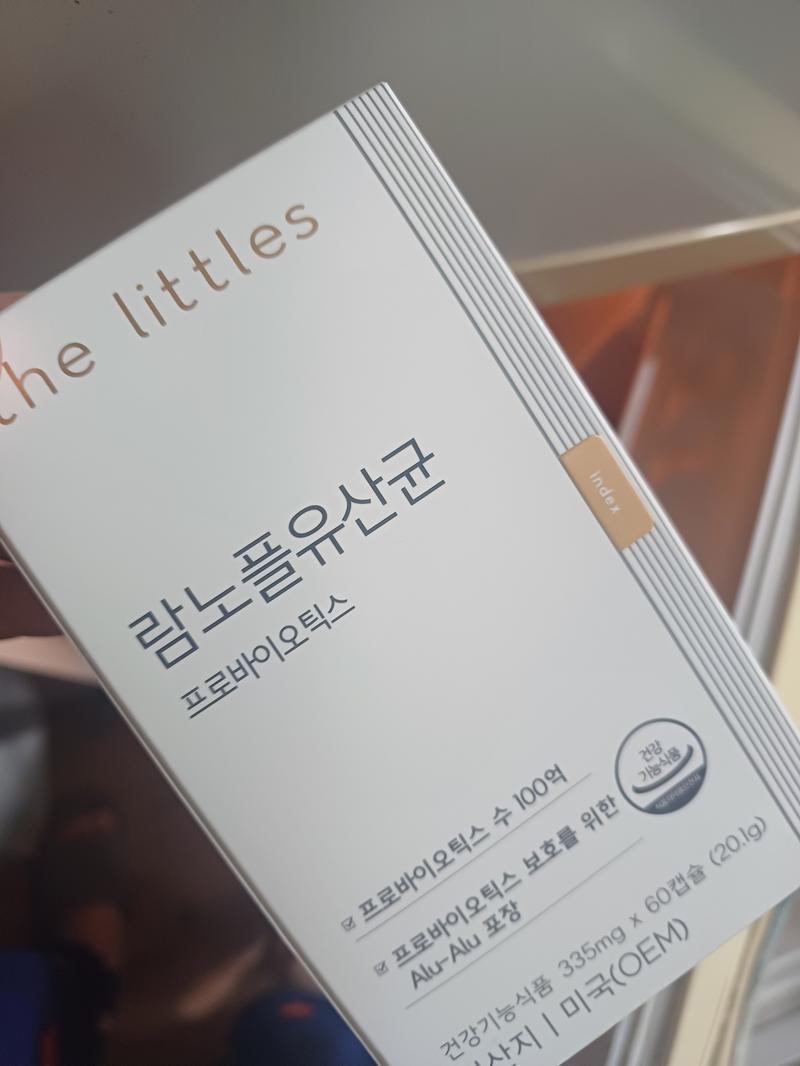 the littles
index
람노플유산균
프로바이오틱스
건강
기능식품
프로바이오틱스 수 100억
프로바이오틱스 보호를 위한
Alu-Alu 포장
건강기능식품 335mg x 60캡슐 (20.1g)
원산지 | 미국(OEM)